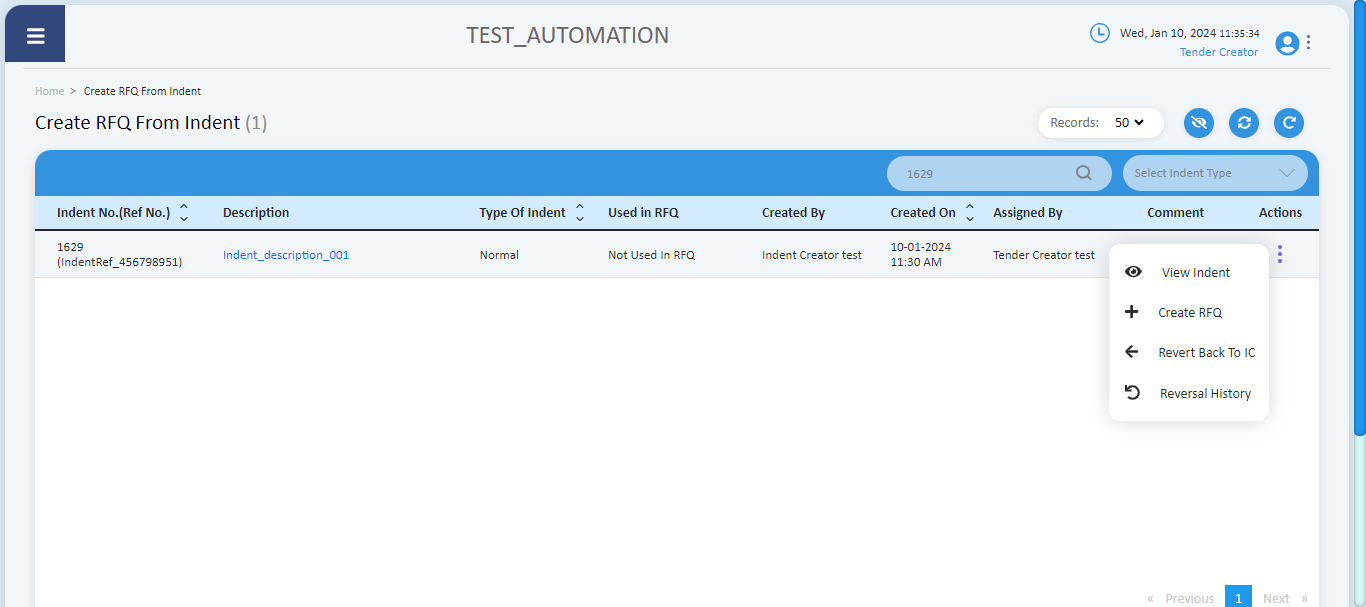 TEST_AUTOMATION
Wed, Jan 10, 2024 11:35:34
Tender Creator
Home > Create RFQ From Indent
Create RFQ From Indent (1)
Records: 50
1629
Select Indent Type
Indent No.(Ref No.) Description Type Of Indent Used in RFQ Created By Created On Assigned By Comment Actions
1629
(IndentRef_456798951)
Indent_description_001
Normal
Not Used In RFQ
Indent Creator test
10-01-2024
11:30 AM
Tender Creator test
View Indent
Create RFQ
Revert Back To IC
Reversal History
« Previous 1 Next »